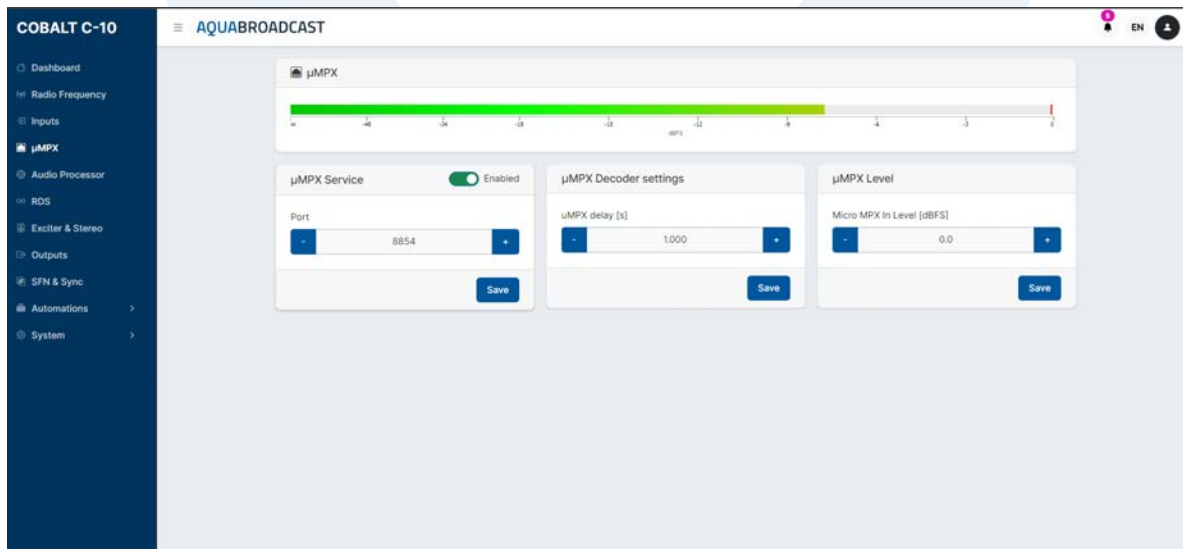 COBALT C-10
AQUABROADCAST
EN
Dashboard
Radio Frequency
Inputs
µMPX
Audio Processor
RDS
Exciter & Stereo
Outputs
SFN & Sync
Automations
System
µMPX
dBFS
µMPX Service
Enabled
Port
- 8854 +
Save
µMPX Decoder settings
uMPX delay [s]
- 1.000 +
Save
µMPX Level
Micro MPX In Level [dBFS]
- 0.0 +
Save